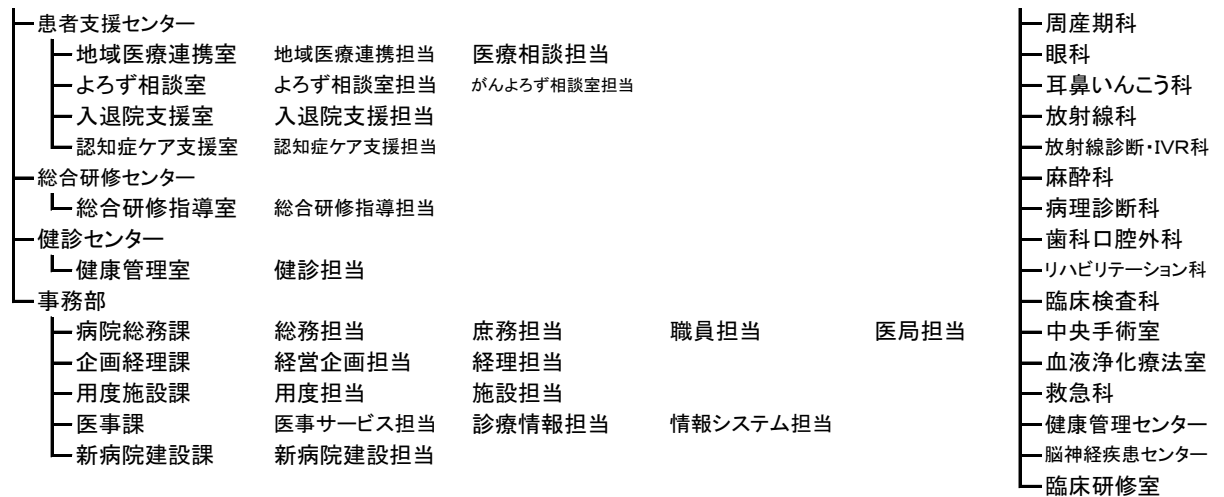 患者支援センター
地域医療連携室 地域医療連携担当 医療相談担当
よろず相談室 よろず相談室担当 がんよろず相談室担当
入退院支援室 入退院支援担当
認知症ケア支援室 認知症ケア支援担当
総合研修センター
総合研修指導室 総合研修指導担当
健診センター
健康管理室 健診担当
事務部
病院総務課 総務担当 庶務担当 職員担当 医局担当
企画経理課 経営企画担当 経理担当
用度施設課 用度担当 施設担当
医事課 医事サービス担当 診療情報担当 情報システム担当
新病院建設課 新病院建設担当
周産期科
眼科
耳鼻いんこう科
放射線科
放射線診断・IVR科
麻酔科
病理診断科
歯科口腔外科
リハビリテーション科
臨床検査科
中央手術室
血液浄化療法室
救急科
健康管理センター
脳神経疾患センター
臨床研修室